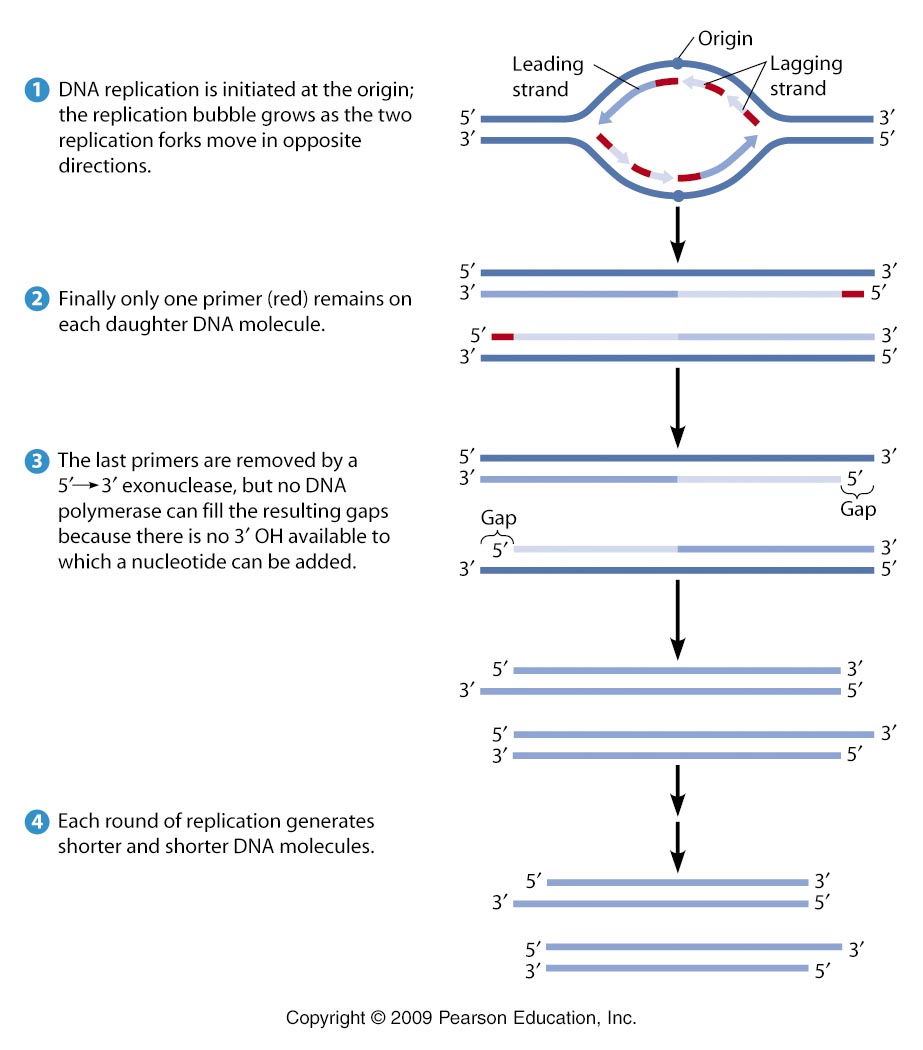 Origin
Leading
strand
Lagging
strand
1 DNA replication is initiated at the origin;
the replication bubble grows as the two
replication forks move in opposite
directions.
5′ 3′
3′ 5′
5′ 3′
2 Finally only one primer (red) remains on
each daughter DNA molecule.
3′ 5′
5′ 3′
3′ 5′
3 The last primers are removed by a
5′→3′ exonuclease, but no DNA
polymerase can fill the resulting gaps
because there is no 3′ OH available to
which a nucleotide can be added.
5′ 3′
3′ 5′
Gap
Gap
5′ 3′
3′ 5′
5′ 3′
3′ 5′
5′ 3′
3′ 5′
4 Each round of replication generates
shorter and shorter DNA molecules.
5′ 3′
3′ 5′
5′ 3′
3′ 5′
Copyright © 2009 Pearson Education, Inc.